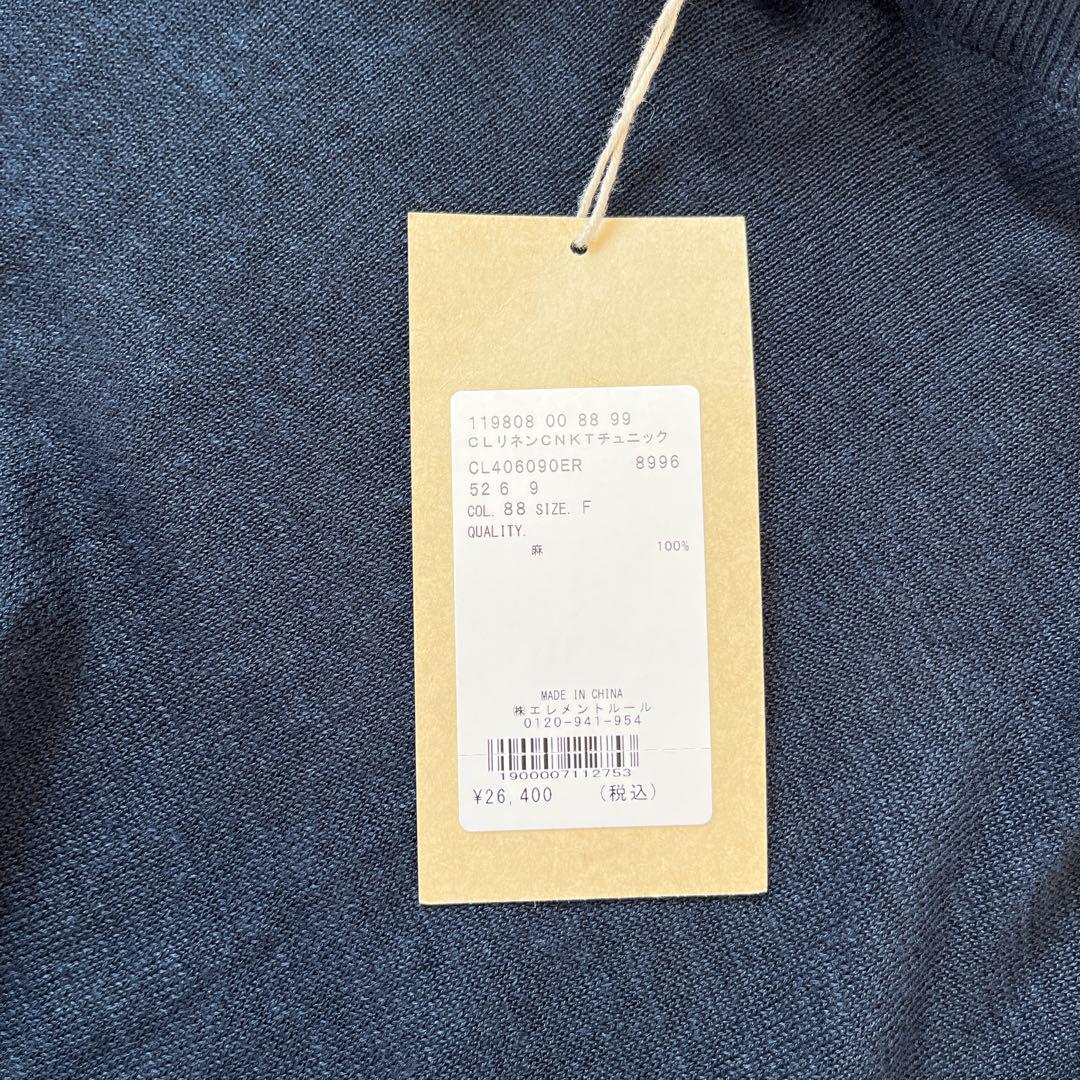 119808 00 88 99
CLリネンCNKTチュニック
CL406090ER 8996
52 6 9
COL. 88 SIZE. F
QUALITY.
麻 100%
MADE IN CHINA
㈱エレメントルール
0120-941-954
1900007112753
¥26,400 (税込)